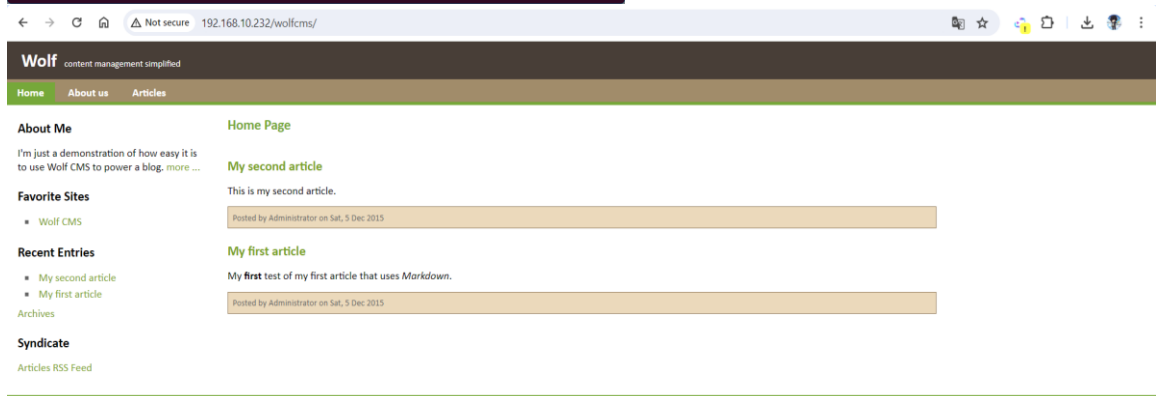 Not secure 192.168.10.232/wolfcms/
Wolf content management simplified
Home About us Articles
About Me
I'm just a demonstration of how easy it is
to use Wolf CMS to power a blog. more ...
Favorite Sites
Wolf CMS
Recent Entries
My second article
My first article
Archives
Syndicate
Articles RSS Feed
Home Page
My second article
This is my second article.
Posted by Administrator on Sat, 5 Dec 2015
My first article
My first test of my first article that uses Markdown.
Posted by Administrator on Sat, 5 Dec 2015